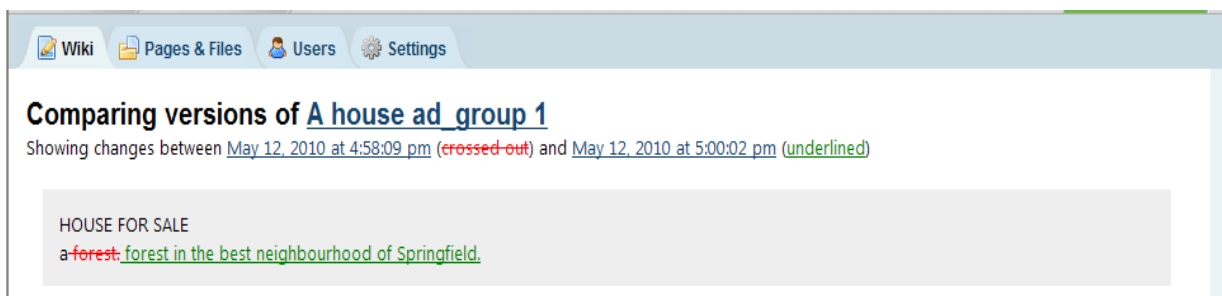 Wiki Pages & Files Users Settings
Comparing versions of A house ad_group 1
Showing changes between May 12, 2010 at 4:58:09 pm (crossed out) and May 12, 2010 at 5:00:02 pm (underlined)
HOUSE FOR SALE
a forest. forest in the best neighbourhood of Springfield.